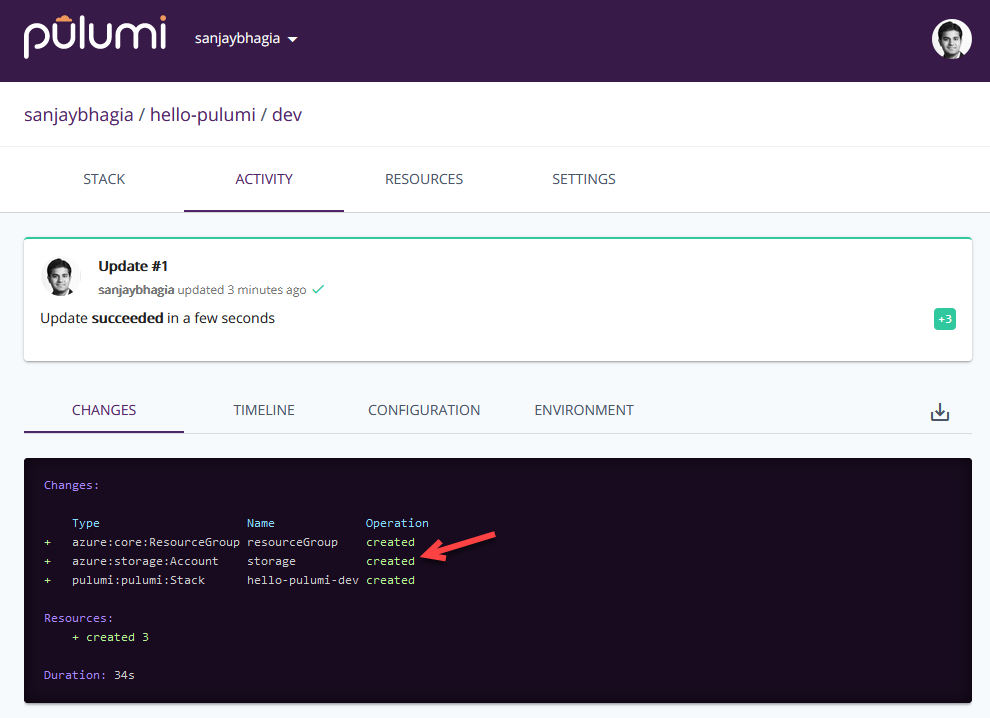 pulumi sanjaybhagia
sanjaybhagia / hello-pulumi / dev
STACK ACTIVITY RESOURCES SETTINGS
Update #1
sanjaybhagia updated 3 minutes ago
Update succeeded in a few seconds +3
CHANGES TIMELINE CONFIGURATION ENVIRONMENT
Changes:
Type Name Operation
+ azure:core:ResourceGroup resourceGroup created
+ azure:storage:Account storage created
+ pulumi:pulumi:Stack hello-pulumi-dev created
Resources:
+ created 3
Duration: 34s